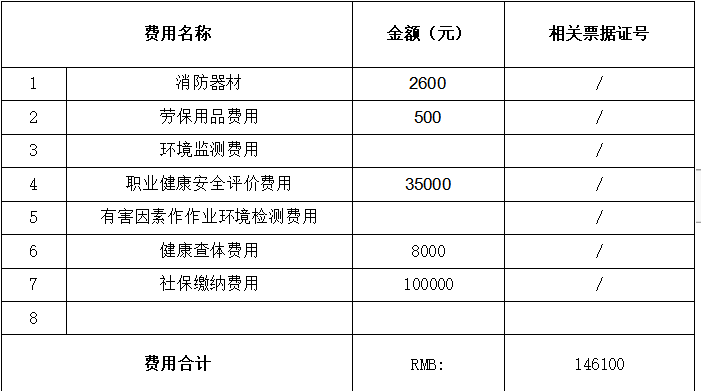 费用名称 金额（元） 相关票据证号
1 消防器材 2600 /
2 劳保用品费用 500 /
3 环境监测费用 /
4 职业健康安全评价费用 35000 /
5 有害因素作作业环境检测费用 /
6 健康查体费用 8000 /
7 社保缴纳费用 100000 /
8
费用合计 RMB: 146100